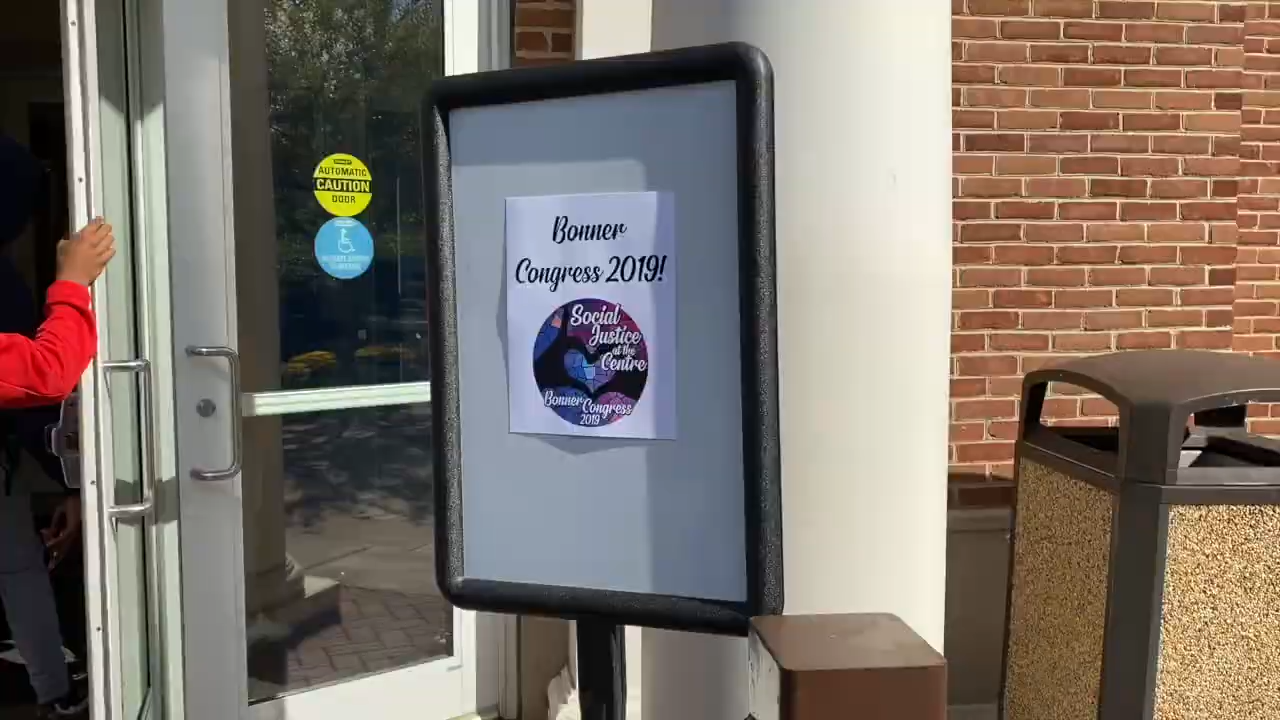 AUTOMATIC
CAUTION
DOOR
Bonner
Congress 2019!
Social
Justice
at the
Centre
Bonner Congress
2019